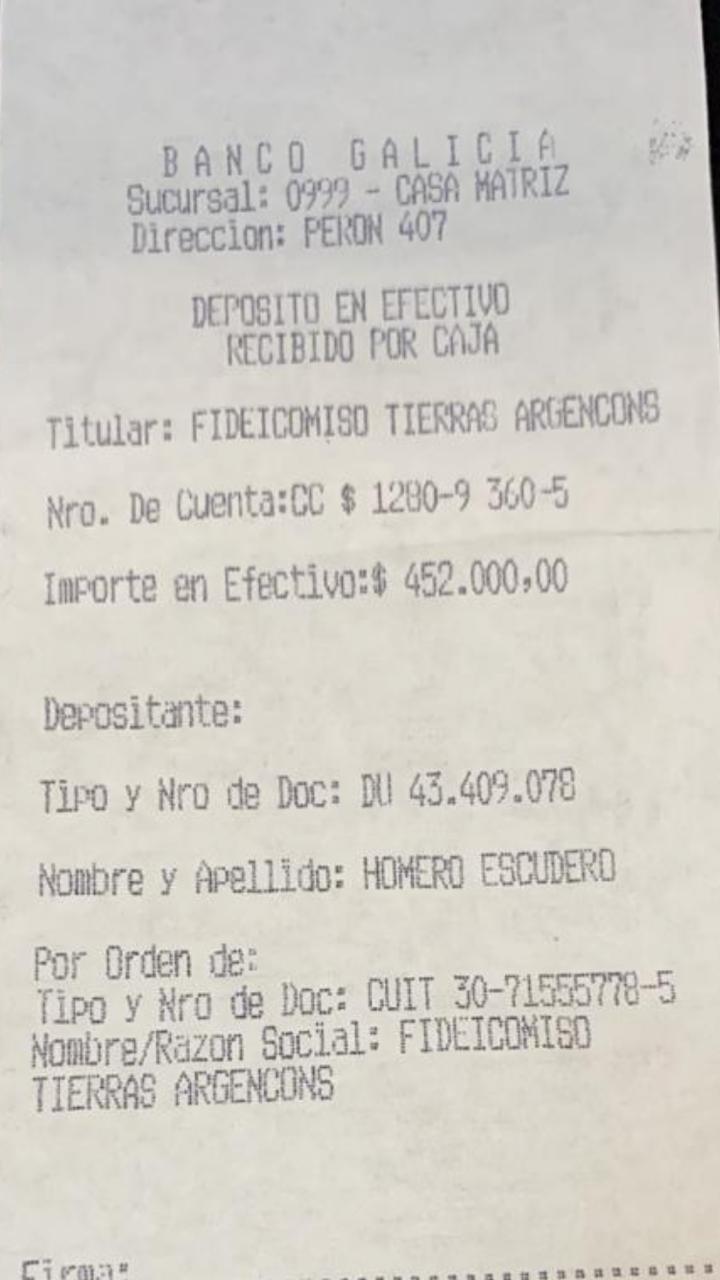 BANCO GALICIA
Sucursal: 0999 - CASA MATRIZ
Direccion: PERON 407
DEPOSITO EN EFECTIVO
RECIBIDO POR CAJA
Titular: FIDEICOMISO TIERRAS ARGENCONS
Nro. De Cuenta:CC $ 1280-9 360-5
Importe en Efectivo:$ 452.000,00
Depositante:
Tipo y Nro de Doc: DU 43.409.078
Nombre y Apellido: HOMERO ESCUDERO
Por Orden de:
Tipo y Nro de Doc: CUIT 30-71555778-5
Nombre/Razon Social: FIDEICOMISO
TIERRAS ARGENCONS
Firma: